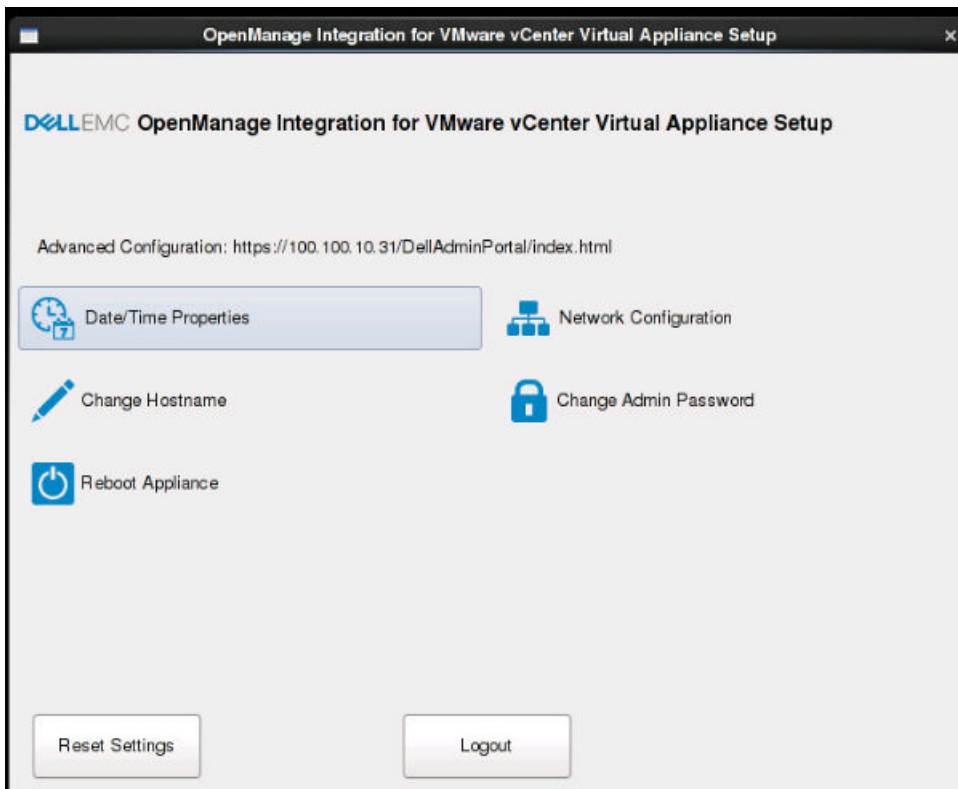 OpenManage Integration for VMware vCenter Virtual Appliance Setup
DELLEMC OpenManage Integration for VMware vCenter Virtual Appliance Setup
Advanced Configuration: https://100.100.10.31/DellAdminPortal/index.html
7 Date/Time Properties
Network Configuration
Change Hostname
Change Admin Password
Reboot Appliance
Reset Settings
Logout